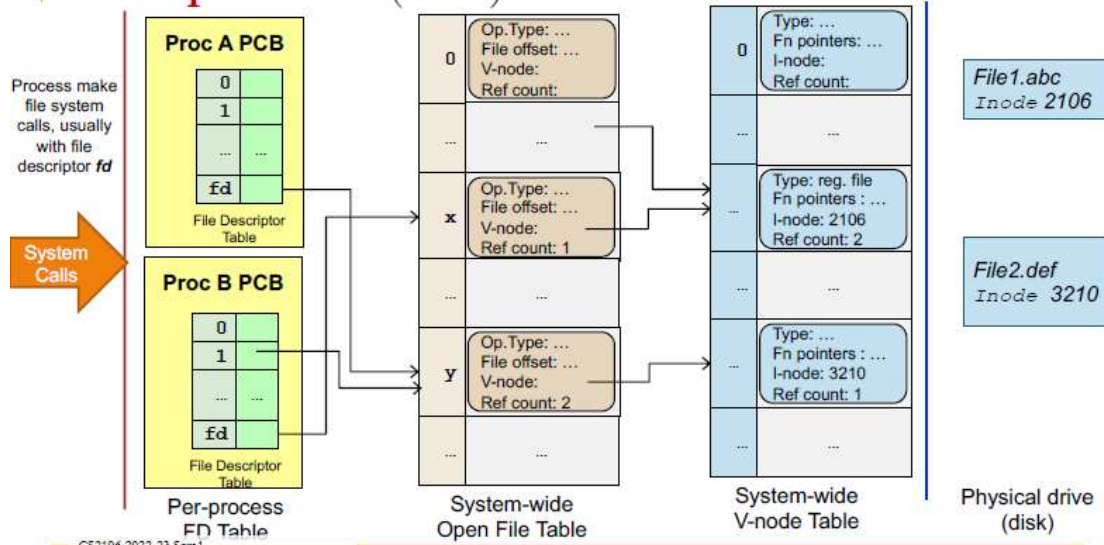 Process make
file system
calls, usually
with file
descriptor fd
System
Calls
Proc A PCB
0
1
... ...
fd
File Descriptor
Table
Proc B PCB
0
1
... ...
fd
File Descriptor
Table
Per-process
FD Table
0
Op.Type: ...
File offset: ...
V-node:
Ref count:
... ...
x
Op.Type: ...
File offset: ...
V-node:
Ref count: 1
... ...
y
Op.Type: ...
File offset: ...
V-node:
Ref count: 2
... ...
System-wide
Open File Table
0
Type: ...
Fn pointers: ...
I-node:
Ref count:
... ...
...
Type: reg. file
Fn pointers : ...
I-node: 2106
Ref count: 2
... ...
...
Type: ...
Fn pointers : ...
I-node: 3210
Ref count: 1
... ...
System-wide
V-node Table
File1.abc
Inode 2106
File2.def
Inode 3210
Physical drive
(disk)